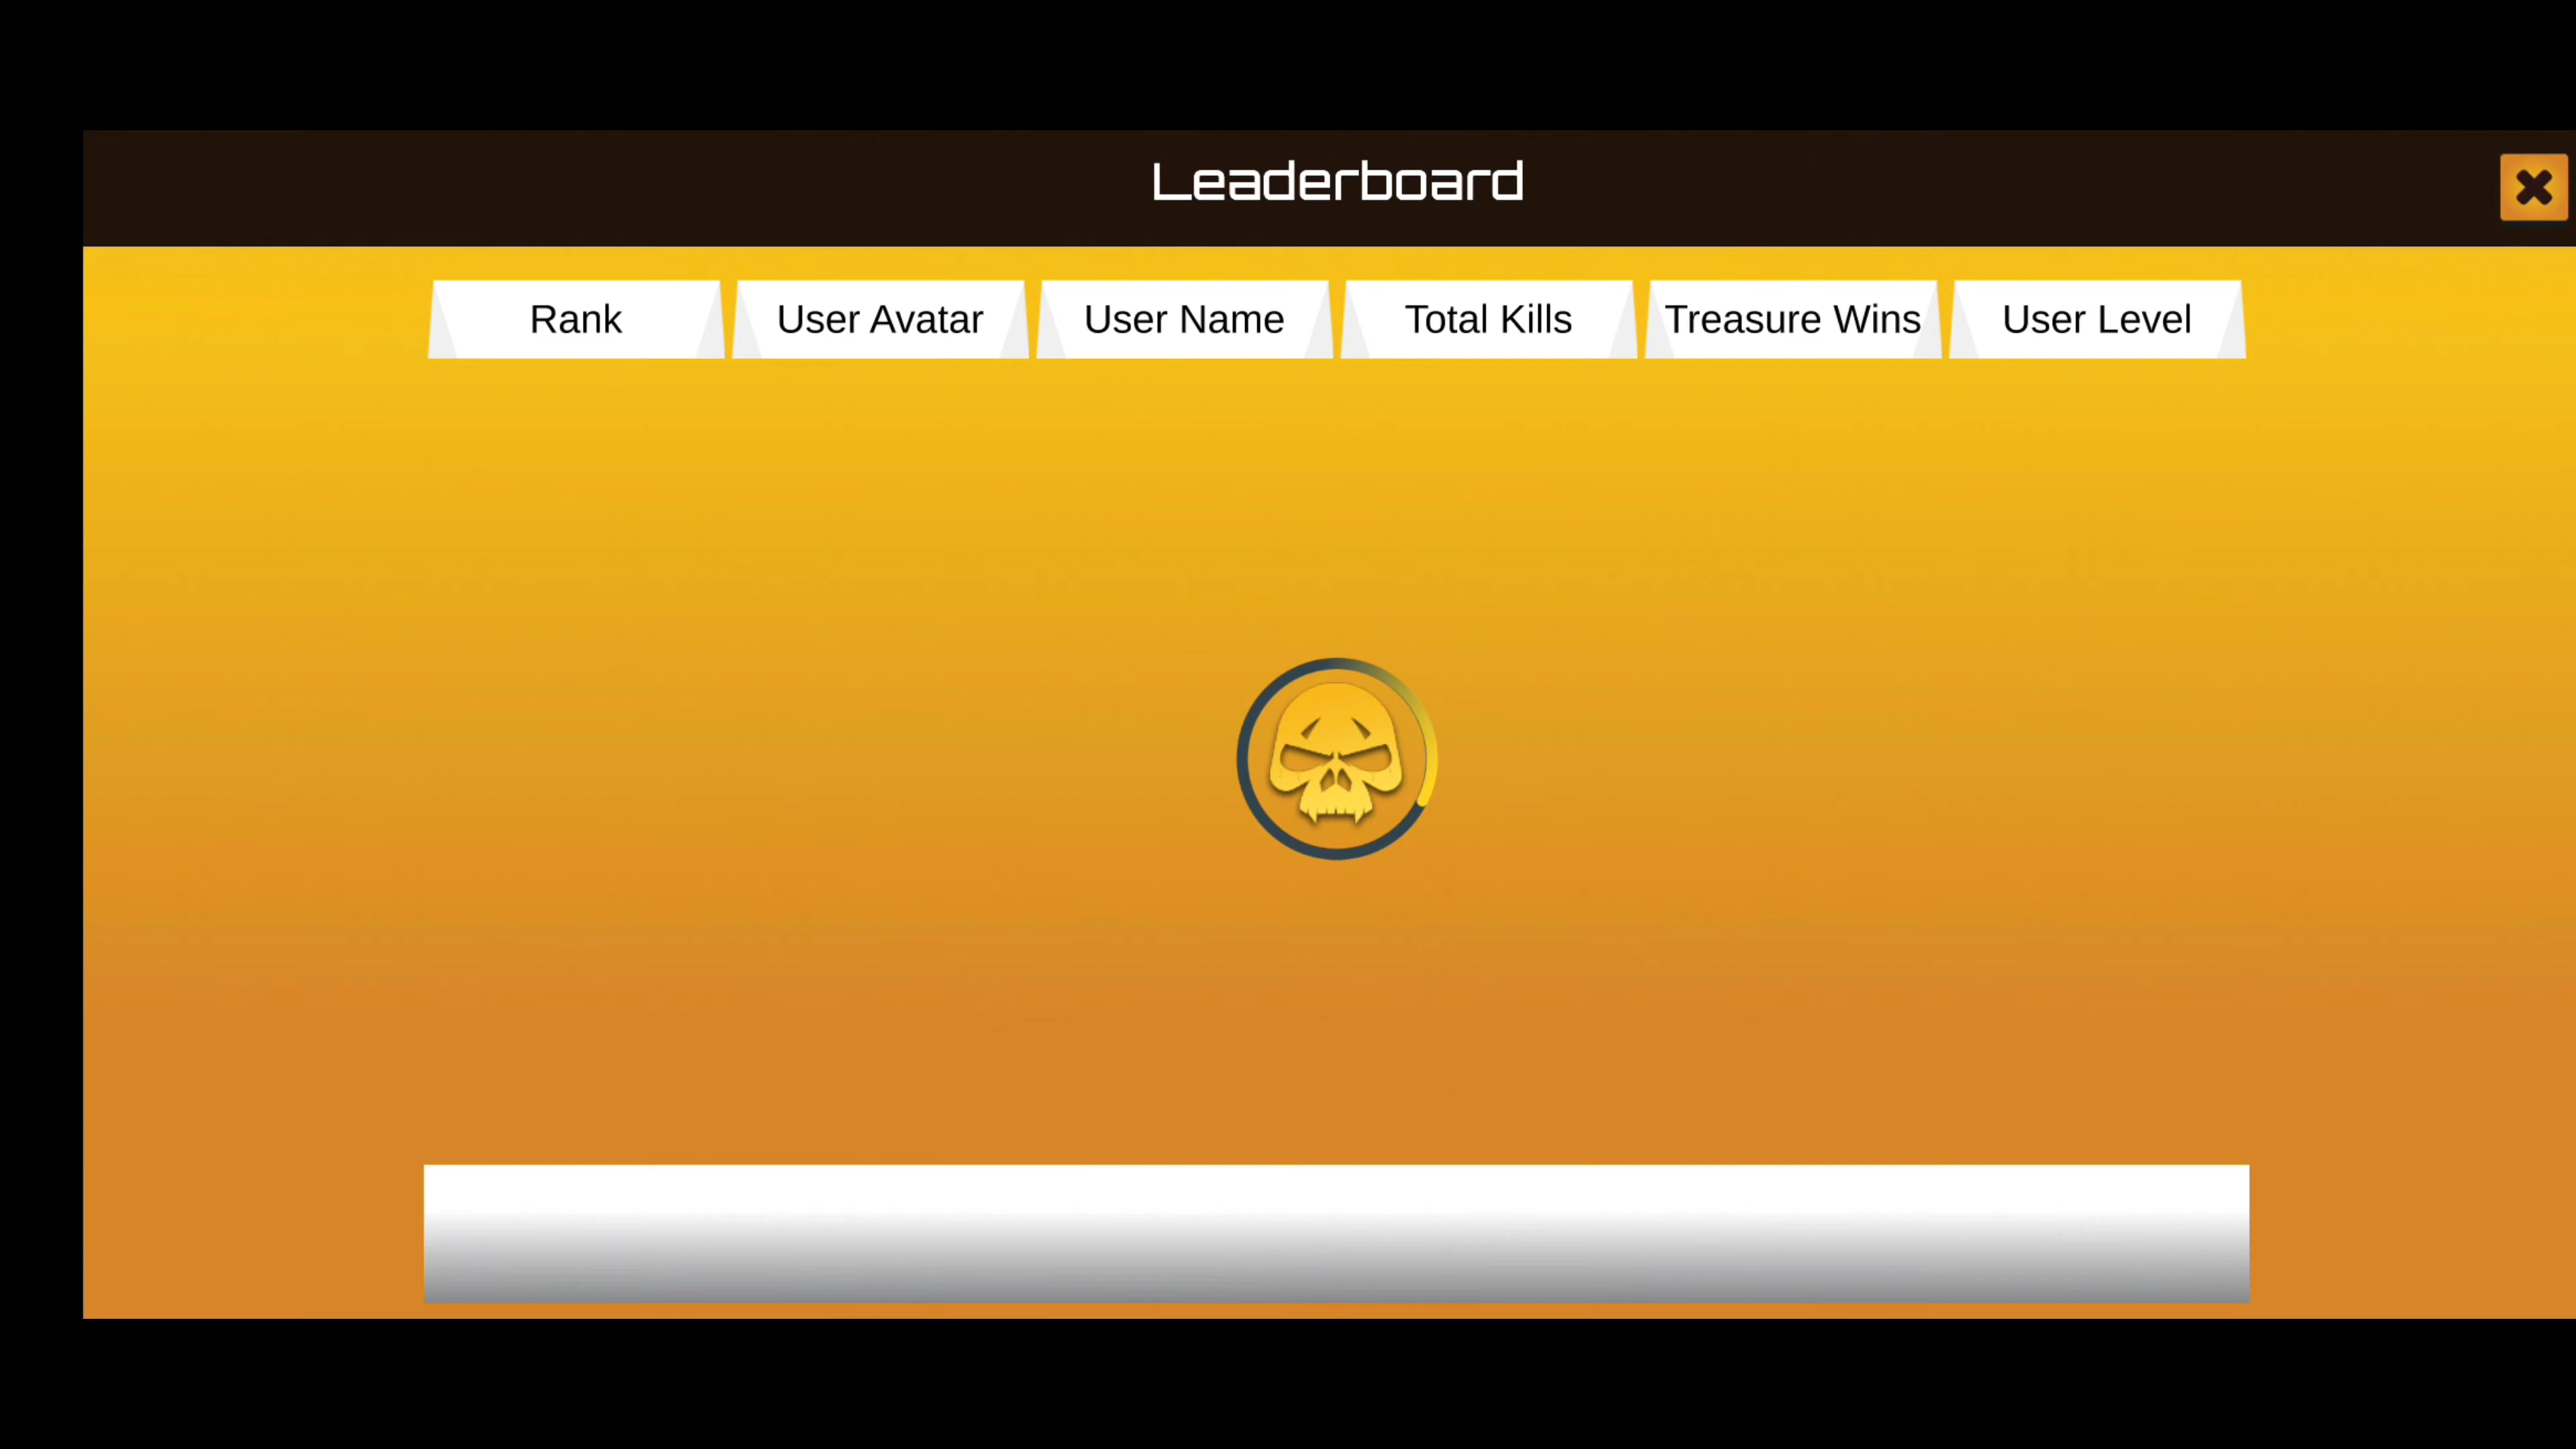 Leaderboard
Rank
User Avatar
User Name
Total Kills
Treasure Wins
User Level